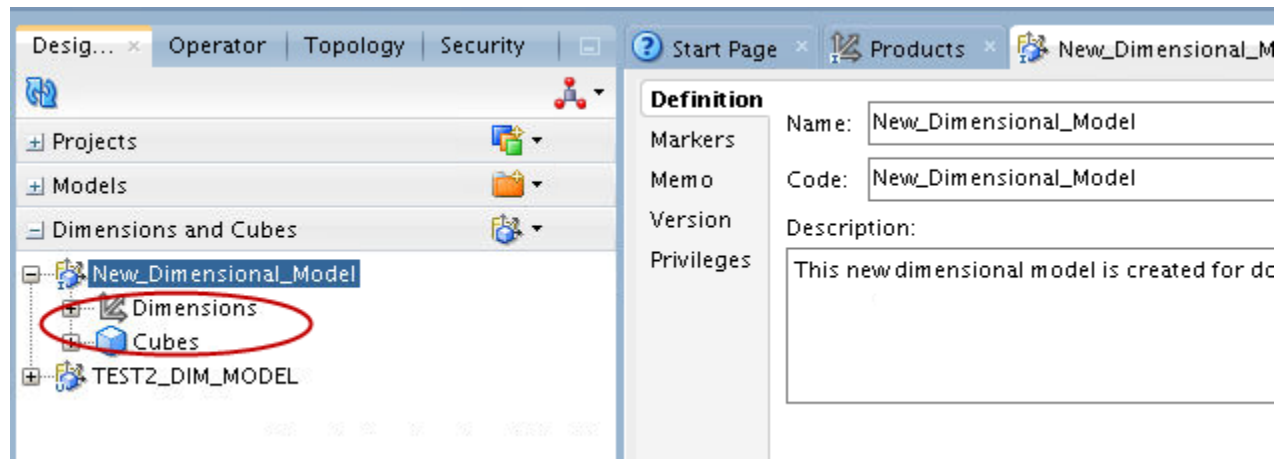 Desig... Operator Topology Security Start Page Products New_Dimensional_M
Projects
Models
Dimensions and Cubes
New_Dimensional_Model
Dimensions
Cubes
TEST2_DIM_MODEL
Definition
Markers
Memo
Version
Privileges
Name: New_Dimensional_Model
Code: New_Dimensional_Model
Description:
This new dimensional model is created for do